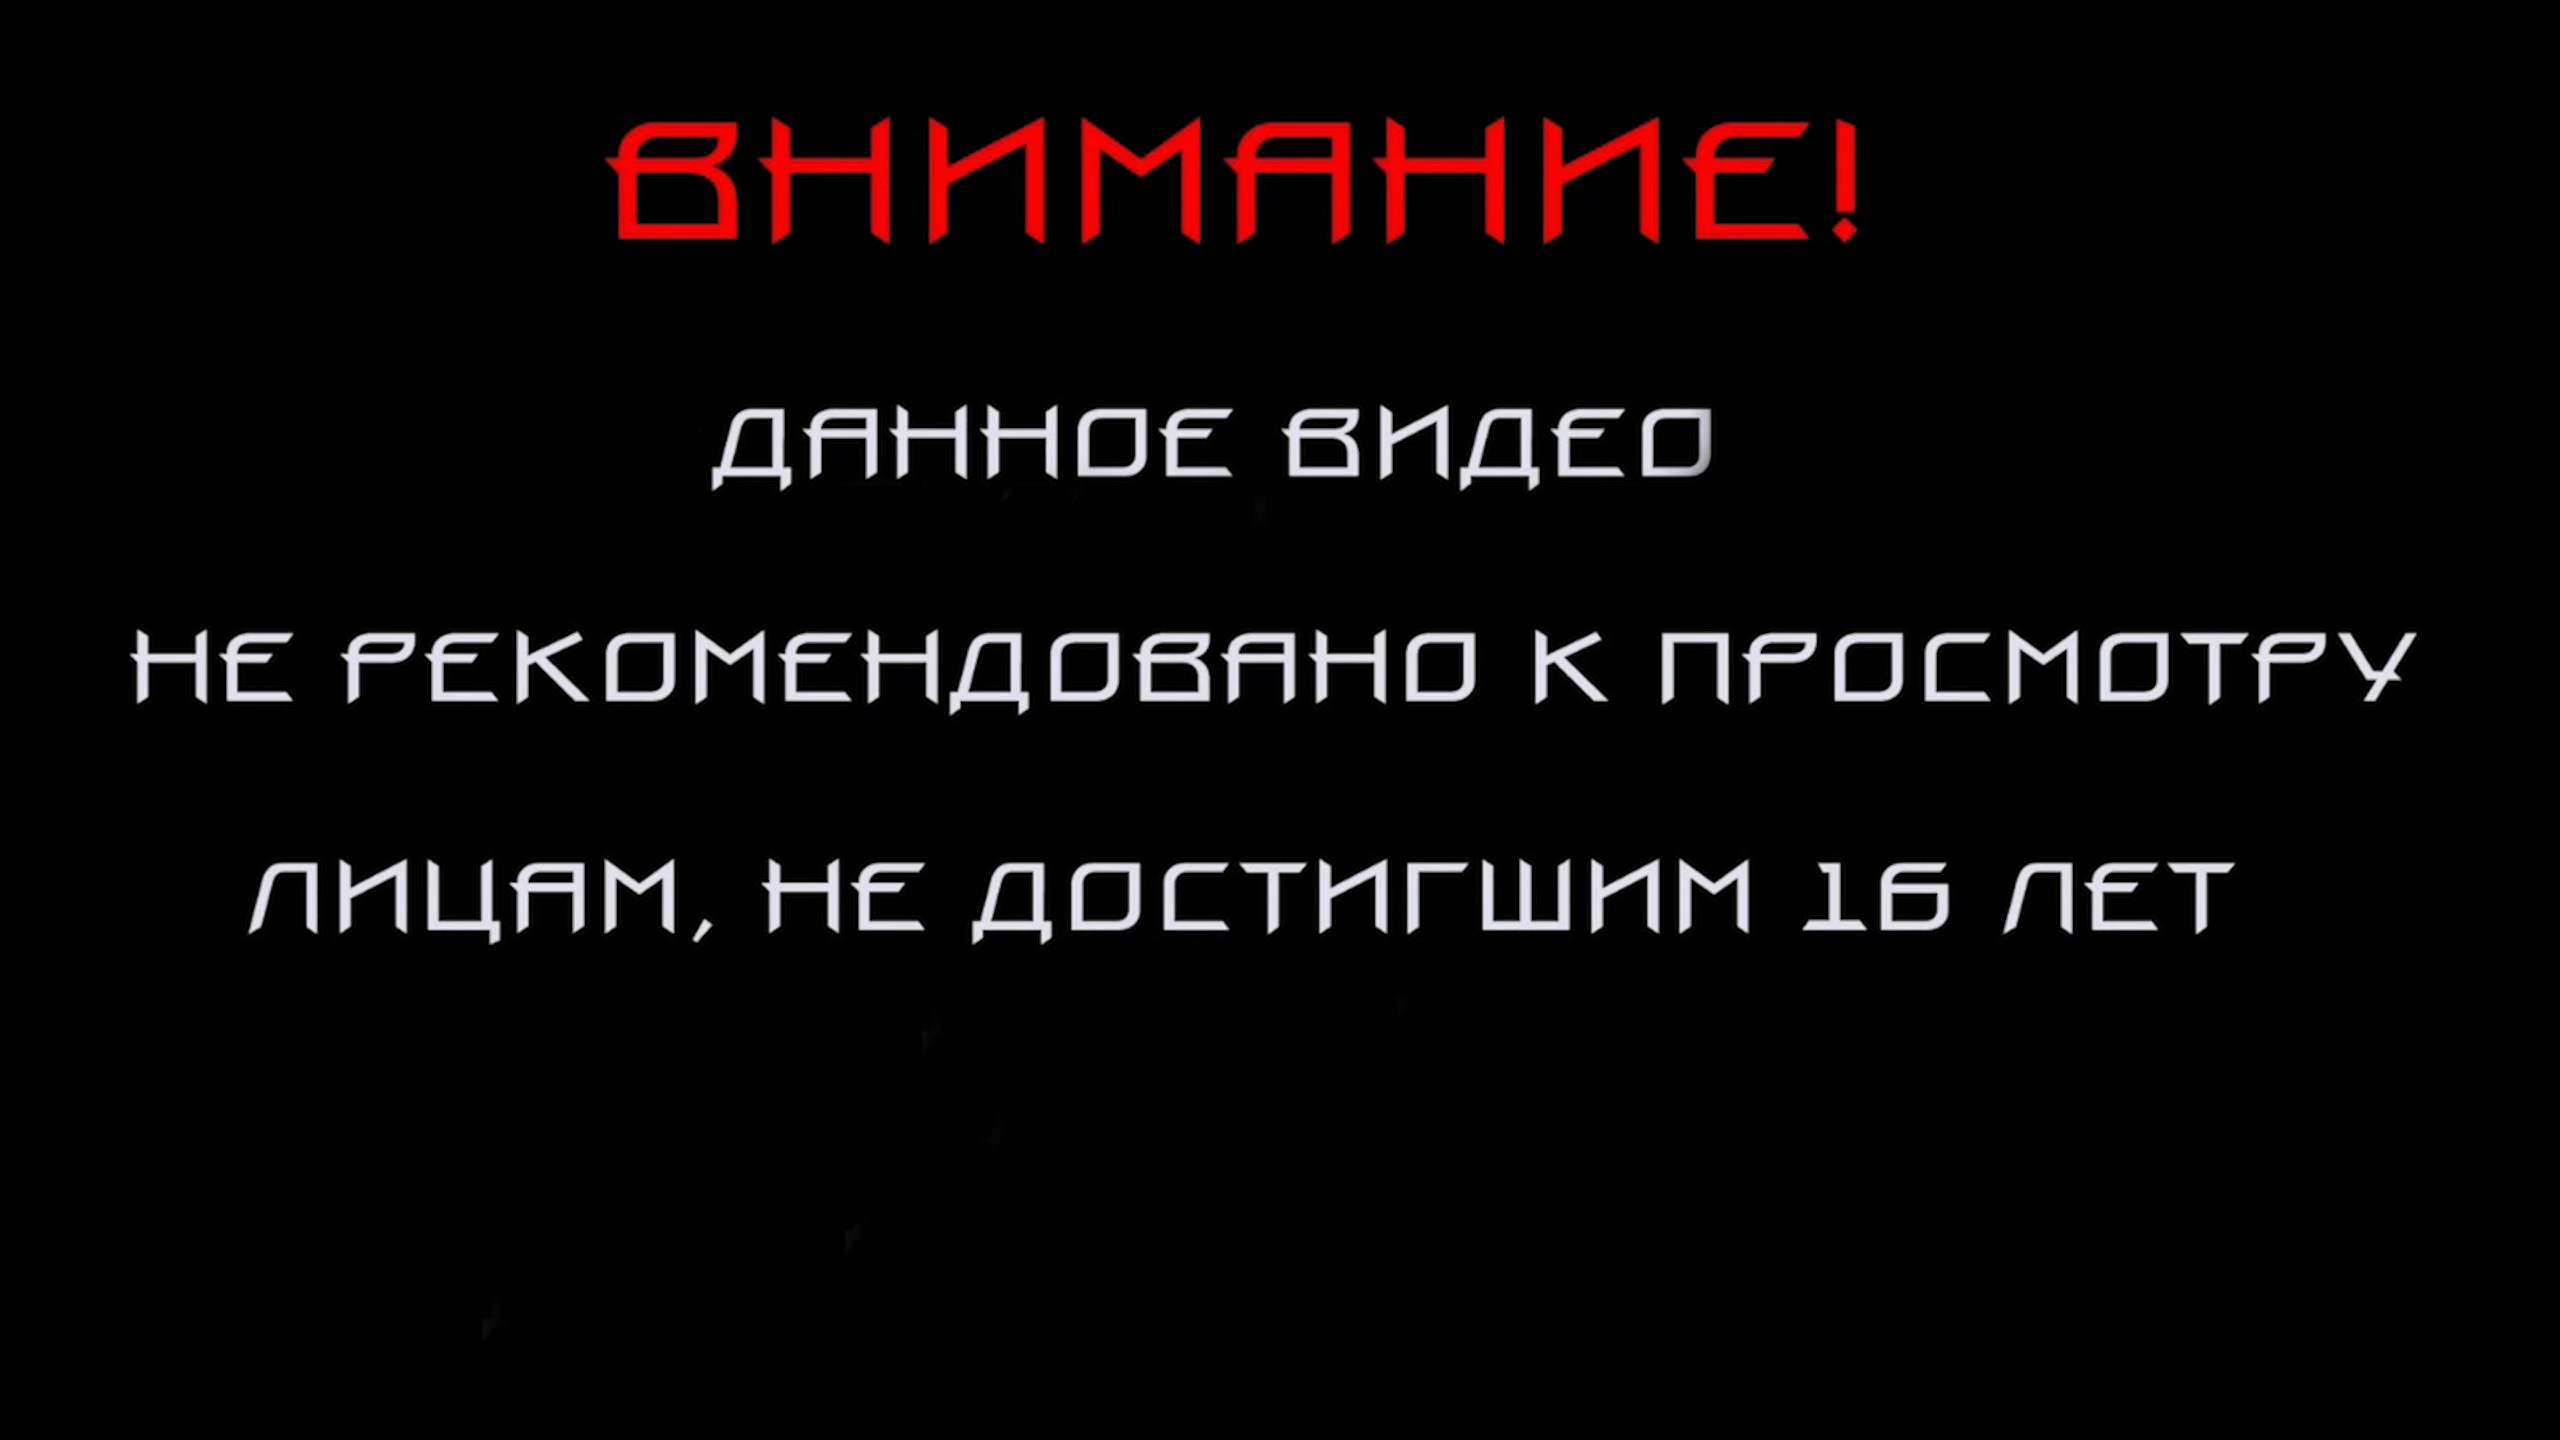 ВНИМАНИЕ!
ДАННОЕ ВИДЕО
НЕ РЕКОМЕНДОВАНО К ПРОСМОТРУ
ЛИЦАМ, НЕ ДОСТИГШИМ 16 ЛЕТ